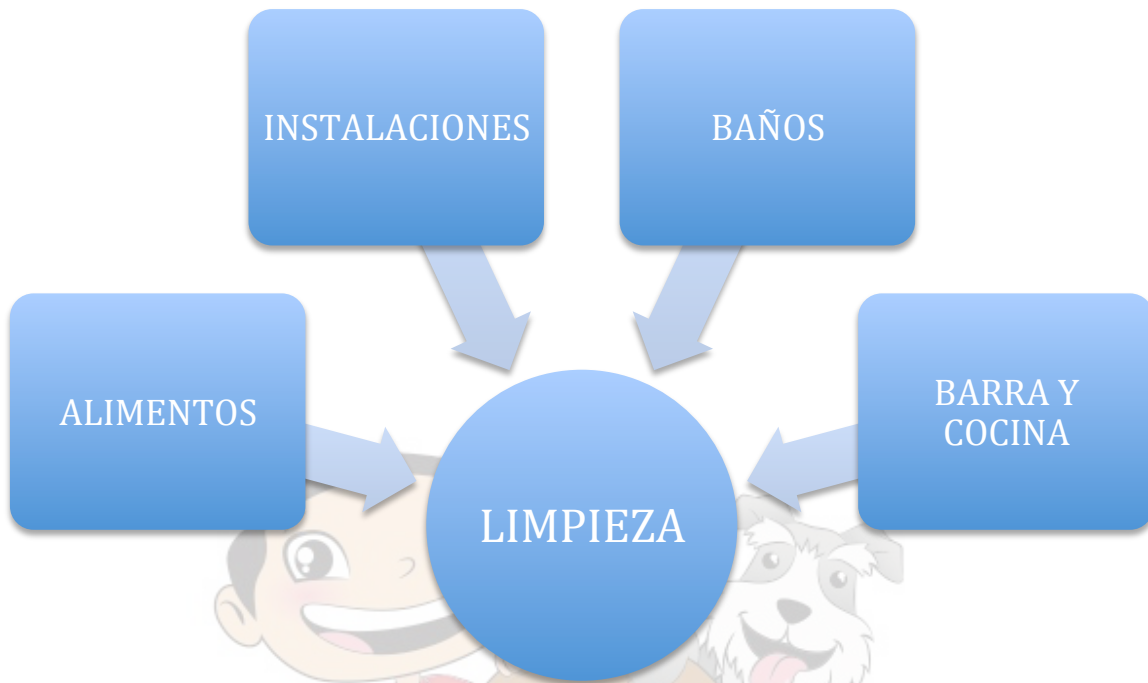 INSTALACIONES
BAÑOS
ALIMENTOS
BARRA Y
COCINA
LIMPIEZA